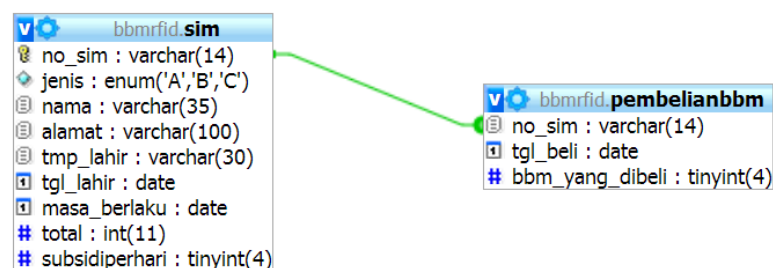 v bbmrfid.sim
no_sim : varchar(14)
jenis : enum('A','B','C')
nama : varchar(35)
alamat : varchar(100)
tmp_lahir : varchar(30)
tgl_lahir : date
masa_berlaku : date
# total : int(11)
# subsidiperhari : tinyint(4)
v bbmrfid.pembelianbbm
no_sim : varchar(14)
tgl_beli : date
# bbm_yang_dibeli : tinyint(4)